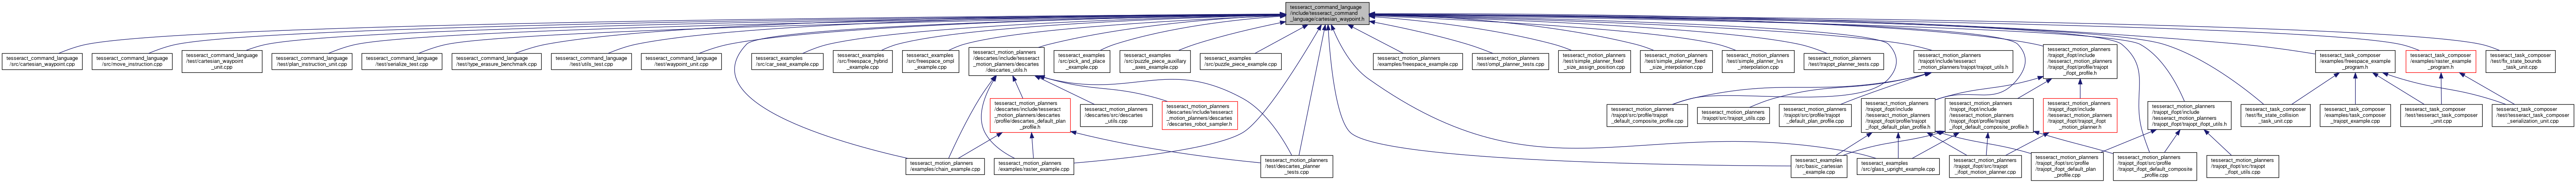 tesseract_command_language
/include/tesseract_command
_language/cartesian_waypoint.h
tesseract_command_language
/src/cartesian_waypoint.cpp
tesseract_command_language
/src/move_instruction.cpp
tesseract_command_language
/test/cartesian_waypoint
_unit.cpp
tesseract_command_language
/test/plan_instruction_unit.cpp
tesseract_command_language
/test/serialize_test.cpp
tesseract_command_language
/test/type_erasure_benchmark.cpp
tesseract_command_language
/test/utils_test.cpp
tesseract_command_language
/test/waypoint_unit.cpp
tesseract_examples
/src/car_seat_example.cpp
tesseract_examples
/src/freespace_hybrid
_example.cpp
tesseract_examples
/src/freespace_ompl
_example.cpp
tesseract_motion_planners
/descartes/include/tesseract
_motion_planners/descartes
/descartes_utils.h
tesseract_examples
/src/pick_and_place
_example.cpp
tesseract_examples
/src/puzzle_piece_auxillary
_axes_example.cpp
tesseract_examples
/src/puzzle_piece_example.cpp
tesseract_motion_planners
/examples/freespace_example.cpp
tesseract_motion_planners
/test/ompl_planner_tests.cpp
tesseract_motion_planners
/test/simple_planner_fixed
_size_assign_position.cpp
tesseract_motion_planners
/test/simple_planner_fixed
_size_interpolation.cpp
tesseract_motion_planners
/test/simple_planner_lvs
_interpolation.cpp
tesseract_motion_planners
/test/trajopt_planner_tests.cpp
tesseract_motion_planners
/trajopt/include/tesseract
_motion_planners/trajopt/trajopt_utils.h
tesseract_motion_planners
/trajopt_ifopt/include
/tesseract_motion_planners
/trajopt_ifopt/profile/trajopt
_ifopt_profile.h
tesseract_task_composer
/examples/freespace_example
_program.h
tesseract_task_composer
/examples/raster_example
_program.h
tesseract_task_composer
/test/fix_state_bounds
_task_unit.cpp
tesseract_motion_planners
/descartes/include/tesseract
_motion_planners/descartes
/profile/descartes_default_plan
_profile.h
tesseract_motion_planners
/descartes/src/descartes
_utils.cpp
tesseract_motion_planners
/descartes/include/tesseract
_motion_planners/descartes
/descartes_robot_sampler.h
tesseract_motion_planners
/trajopt/src/profile/trajopt
_default_composite_profile.cpp
tesseract_motion_planners
/trajopt/src/trajopt_utils.cpp
tesseract_motion_planners
/trajopt/src/profile/trajopt
_default_plan_profile.cpp
tesseract_motion_planners
/trajopt_ifopt/include
/tesseract_motion_planners
/trajopt_ifopt/profile/trajopt
_ifopt_default_plan_profile.h
tesseract_motion_planners
/trajopt_ifopt/include
/tesseract_motion_planners
/trajopt_ifopt/profile/trajopt
_ifopt_default_composite_profile.h
tesseract_motion_planners
/trajopt_ifopt/include
/tesseract_motion_planners
/trajopt_ifopt/trajopt_ifopt
_motion_planner.h
tesseract_motion_planners
/trajopt_ifopt/include
/tesseract_motion_planners
/trajopt_ifopt/trajopt_ifopt_utils.h
tesseract_task_composer
/test/fix_state_collision
_task_unit.cpp
tesseract_task_composer
/examples/task_composer
_trajopt_example.cpp
tesseract_task_composer
/test/tesseract_task_composer
_unit.cpp
tesseract_task_composer
/test/tesseract_task_composer
_serialization_unit.cpp
tesseract_motion_planners
/examples/chain_example.cpp
tesseract_motion_planners
/examples/raster_example.cpp
tesseract_motion_planners
/test/descartes_planner
_tests.cpp
tesseract_examples
/src/basic_cartesian
_example.cpp
tesseract_examples
/src/glass_upright_example.cpp
tesseract_motion_planners
/trajopt_ifopt/src/trajopt
_ifopt_motion_planner.cpp
tesseract_motion_planners
/trajopt_ifopt/src/profile
/trajopt_ifopt_default_plan
_profile.cpp
tesseract_motion_planners
/trajopt_ifopt/src/profile
/trajopt_ifopt_default_composite
_profile.cpp
tesseract_motion_planners
/trajopt_ifopt/src/trajopt
_ifopt_utils.cpp